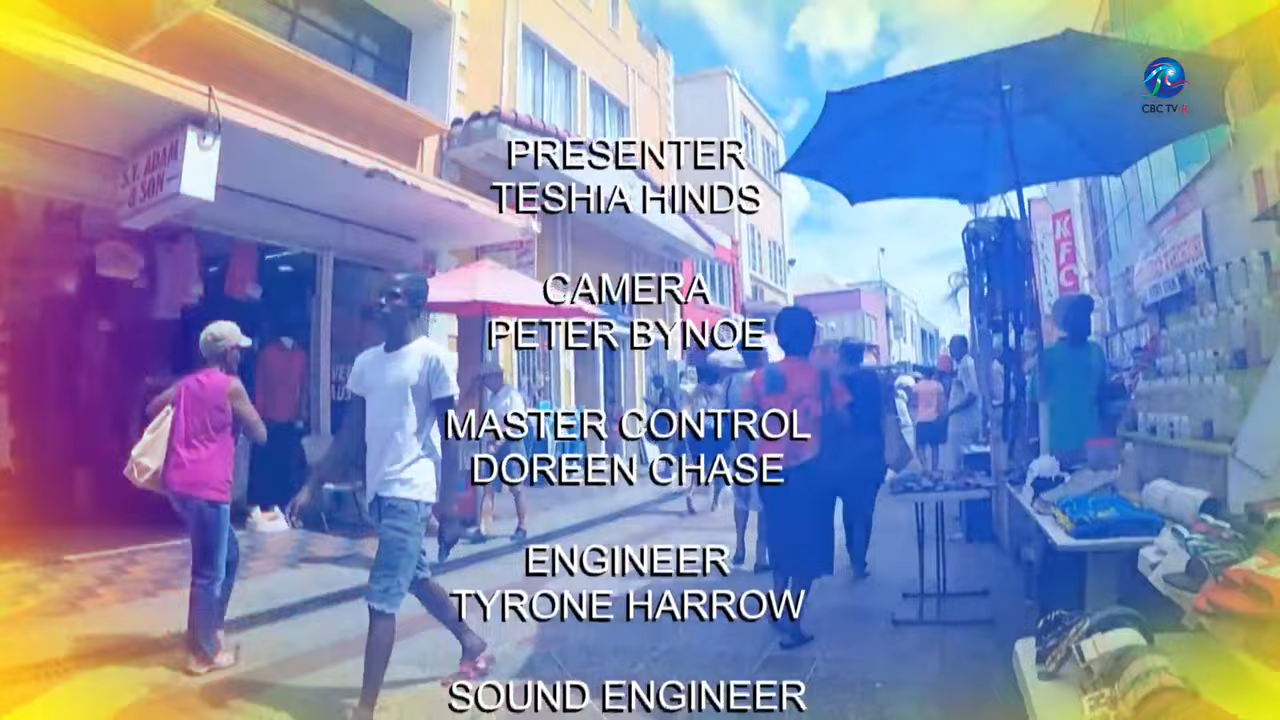 CBC TV 8
S.Y. ADAM
& SON
KFC
PRESENTER
TESHIA HINDS
CAMERA
PETER BYNOE
MASTER CONTROL
DOREEN CHASE
ENGINEER
TYRONE HARROW
SOUND ENGINEER